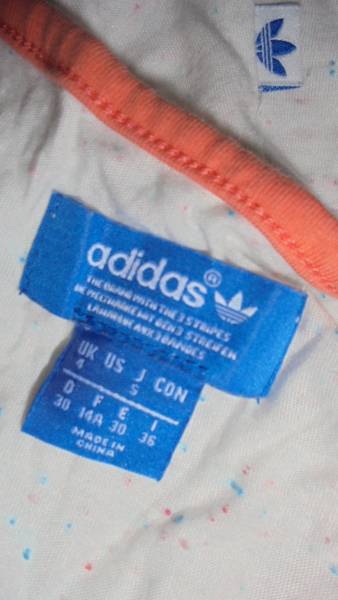 adidas®
THE BRAND WITH THE 3 STRIPES
DIE MARKE MIT DEN 3 STREIFEN
LA MARQUE AUX 3 BANDES
UK US J CDN
4 S
D F E I
30 14A 30 36
MADE IN
CHINA